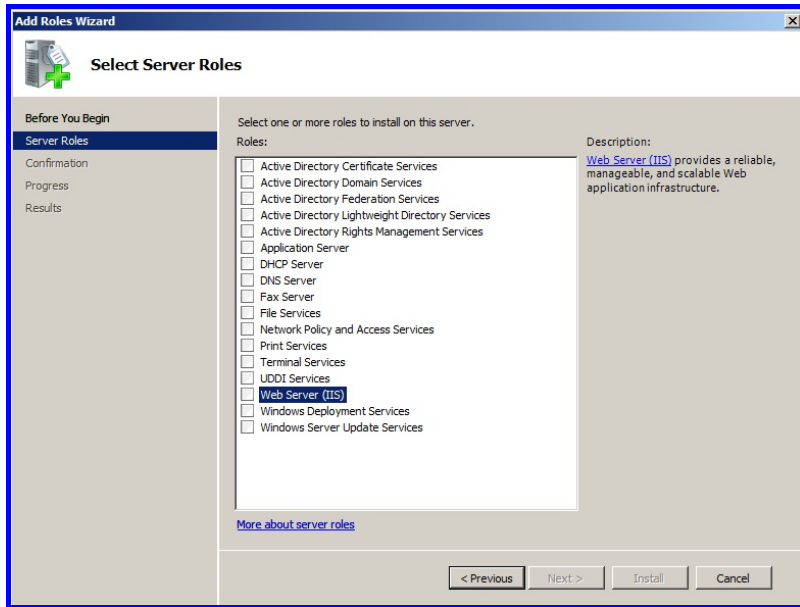 Add Roles Wizard
Select Server Roles
Before You Begin
Server Roles
Confirmation
Progress
Results
Select one or more roles to install on this server.
Roles:
Active Directory Certificate Services
Active Directory Domain Services
Active Directory Federation Services
Active Directory Lightweight Directory Services
Active Directory Rights Management Services
Application Server
DHCP Server
DNS Server
Fax Server
File Services
Network Policy and Access Services
Print Services
Terminal Services
UDDI Services
Web Server (IIS)
Windows Deployment Services
Windows Server Update Services
More about server roles
Description:
Web Server (IIS) provides a reliable,
manageable, and scalable Web
application infrastructure.
< Previous
Next >
Install
Cancel